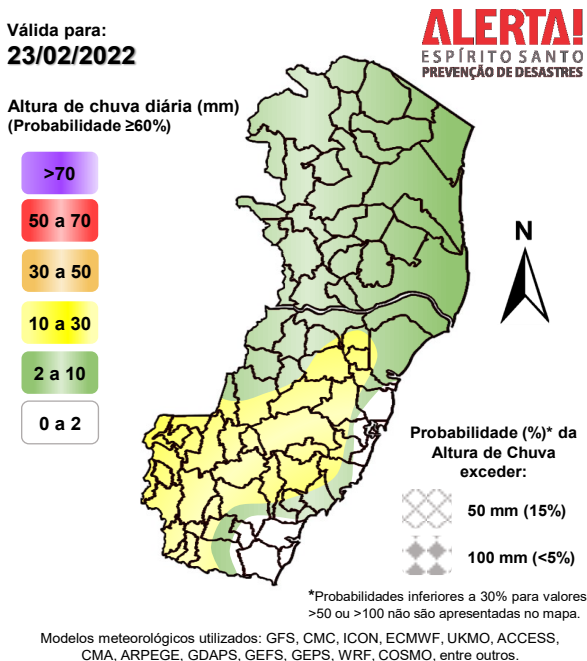 Válida para:
23/02/2022
ALERTA!
ESPÍRITO SANTO
PREVENÇÃO DE DESASTRES
Altura de chuva diária (mm)
(Probabilidade ≥60%)
>70
50 a 70
30 a 50
10 a 30
2 a 10
0 a 2
N
Probabilidade (%)* da
Altura de Chuva
exceder:
50 mm (15%)
100 mm (<5%)
*Probabilidades inferiores a 30% para valores
>50 ou >100 não são apresentadas no mapa.
Modelos meteorológicos utilizados: GFS, CMC, ICON, ECMWF, UKMO, ACCESS,
CMA, ARPEGE, GDAPS, GEFS, GEPS, WRF, COSMO, entre outros.